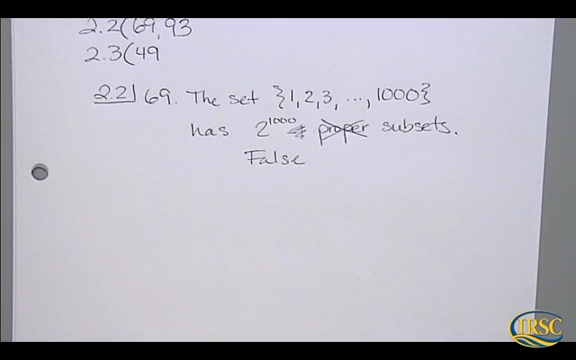 2.2(69, 93
2.3(49
2.2| 69. The set {1,2,3, ..., 1000}
has 2^1000 proper subsets.
False
IRSC